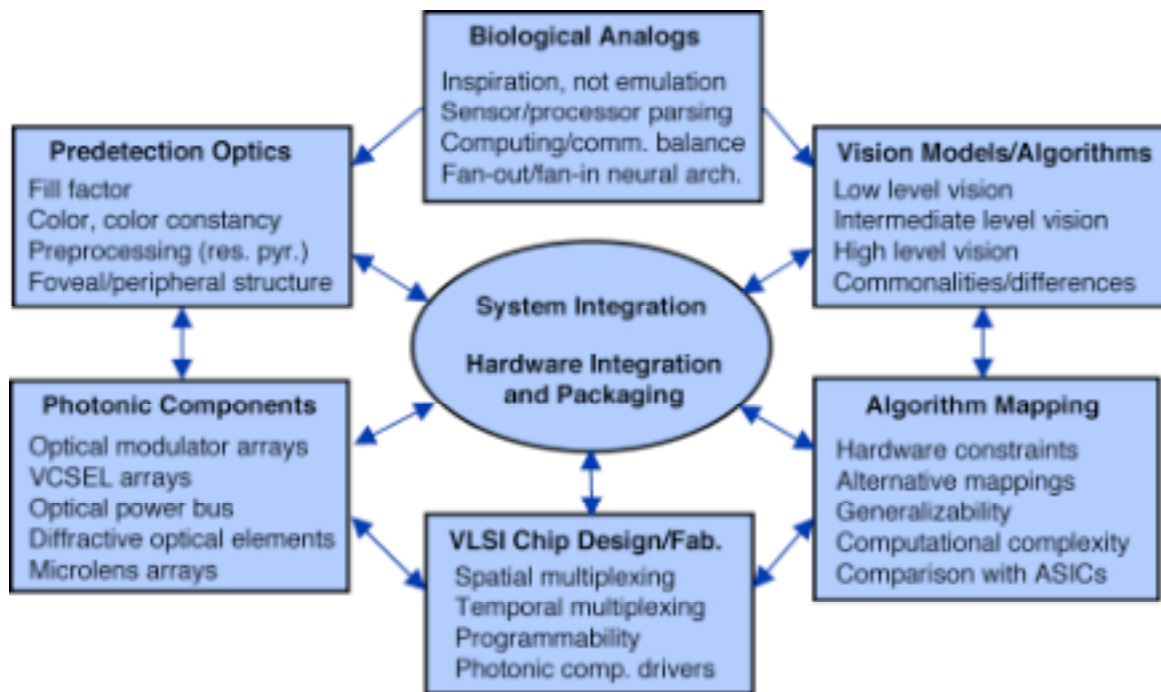 Biological Analogs
Inspiration, not emulation
Sensor/processor parsing
Computing/comm. balance
Fan-out/fan-in neural arch.
Predetection Optics
Fill factor
Color, color constancy
Preprocessing (res. pyr.)
Foveal/peripheral structure
Vision Models/Algorithms
Low level vision
Intermediate level vision
High level vision
Commonalities/differences
System Integration
Hardware Integration
and Packaging
Photonic Components
Optical modulator arrays
VCSEL arrays
Optical power bus
Diffractive optical elements
Microlens arrays
Algorithm Mapping
Hardware constraints
Alternative mappings
Generalizability
Computational complexity
Comparison with ASICs
VLSI Chip Design/Fab.
Spatial multiplexing
Temporal multiplexing
Programmability
Photonic comp. drivers